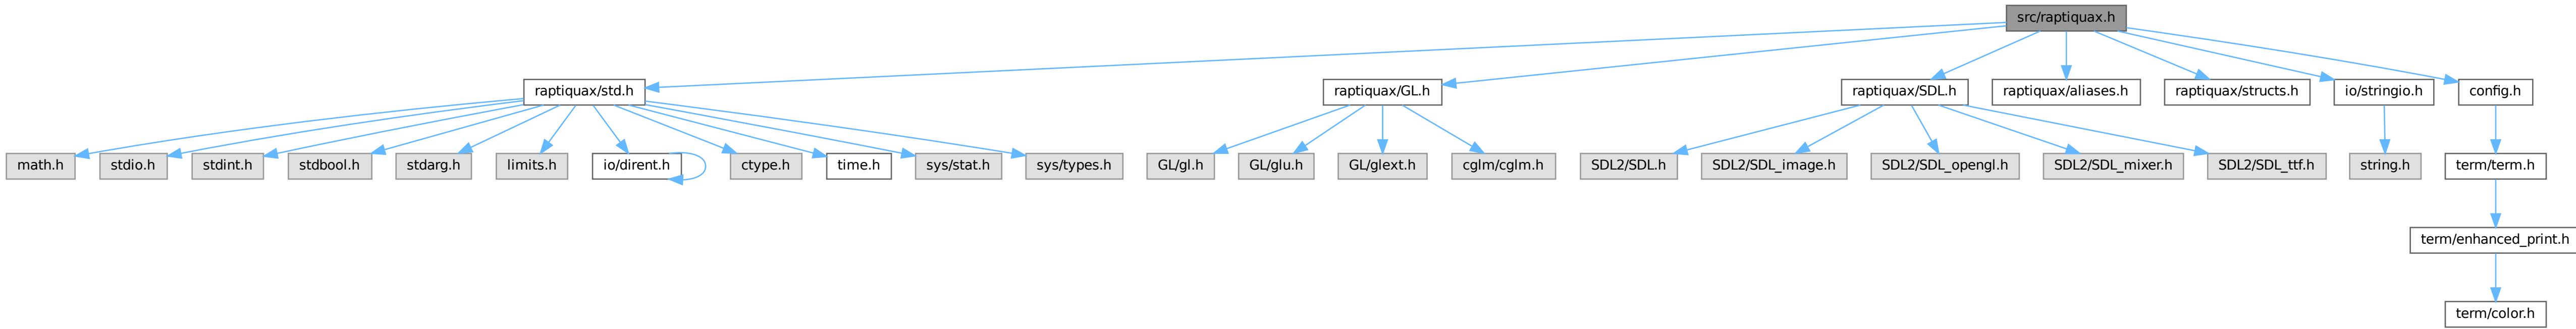 src/raptiquax.h
raptiquax/std.h
raptiquax/GL.h
raptiquax/SDL.h
raptiquax/aliases.h
raptiquax/structs.h
io/stringio.h
config.h
math.h
stdio.h
stdint.h
stdbool.h
stdarg.h
limits.h
io/dirent.h
ctype.h
time.h
sys/stat.h
sys/types.h
GL/gl.h
GL/glu.h
GL/glext.h
cglm/cglm.h
SDL2/SDL.h
SDL2/SDL_image.h
SDL2/SDL_opengl.h
SDL2/SDL_mixer.h
SDL2/SDL_ttf.h
string.h
term/term.h
term/enhanced_print.h
term/color.h